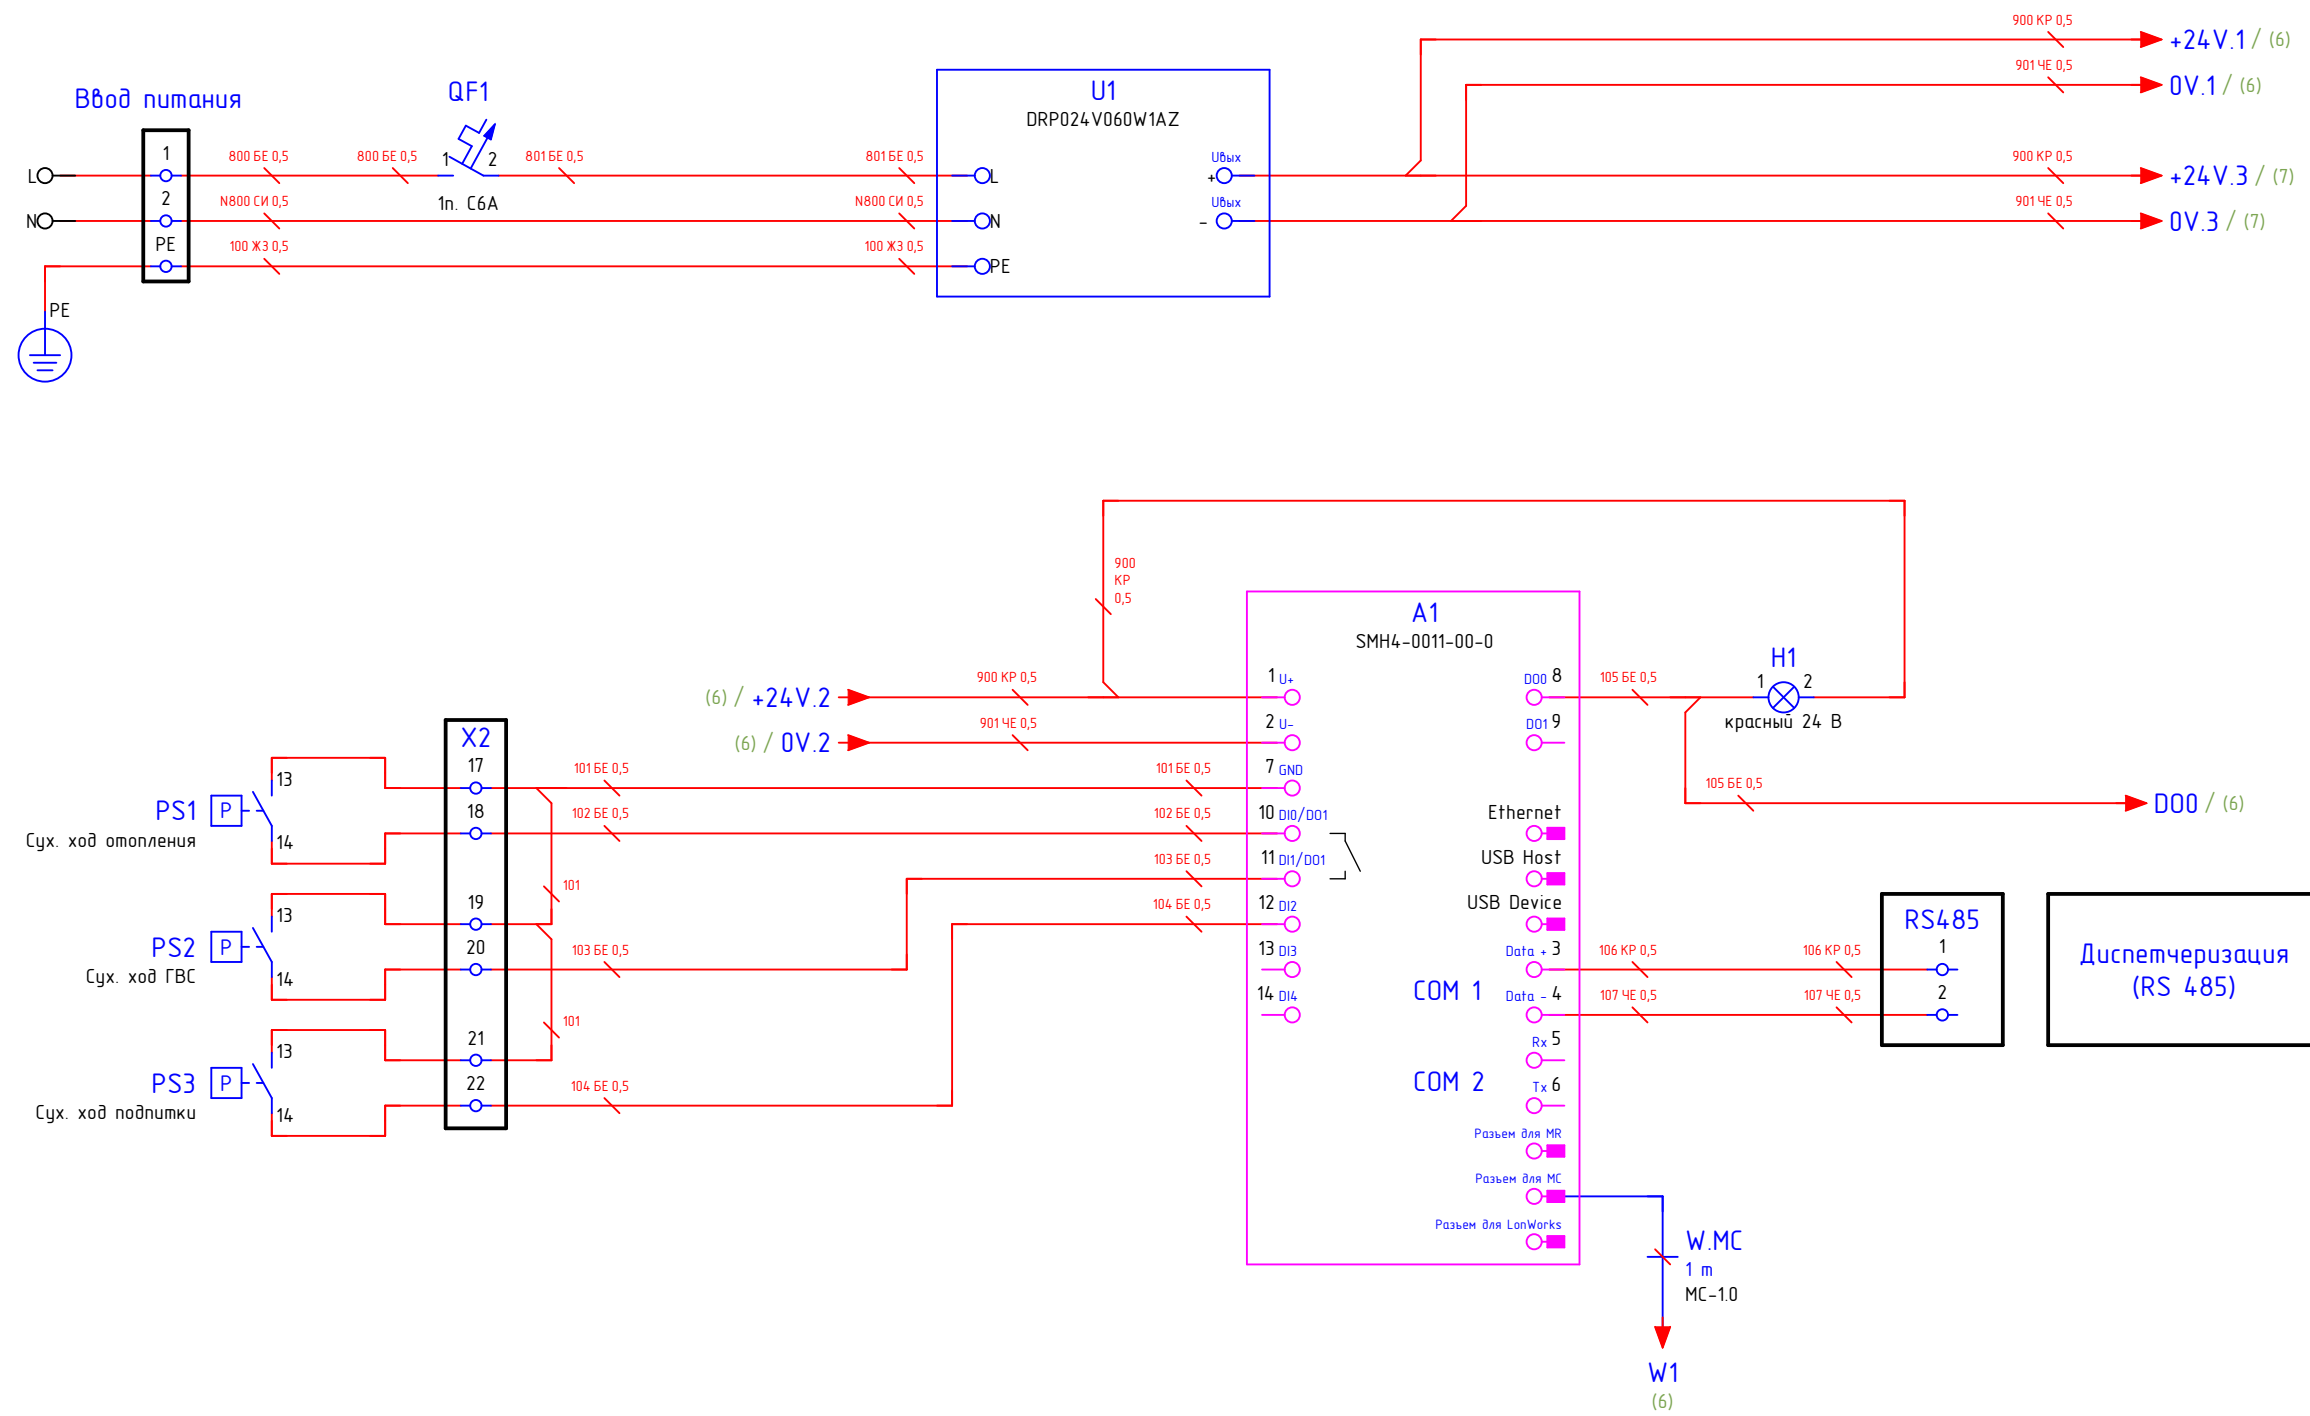 900 КР 0,5
+24V.1 / (6)
901 ЧЕ 0,5
0V.1 / (6)
Ввод питания
QF1
U1
DRP024V060W1AZ
1
800 БЕ 0,5
800 БЕ 0,5
1
2
801 БЕ 0,5
801 БЕ 0,5
Uвых
900 КР 0,5
L
L
+
+24V.3 / (7)
2
N800 СИ 0,5
1п. C6A
N800 СИ 0,5
Uвых
901 ЧЕ 0,5
N
N
-
0V.3 / (7)
PE
100 ЖЗ 0,5
100 ЖЗ 0,5
PE
PE
900
КР
0,5
A1
SMH4-0011-00-0
(6) / +24V.2
900 КР 0,5
1 U+
DO0 8
105 БЕ 0,5
H1
1
2
красный 24 В
(6) / 0V.2
901 ЧЕ 0,5
2 U-
DO1 9
X2
17
101 БЕ 0,5
101 БЕ 0,5
7 GND
13
PS1
P
Сух. ход отопления
14
18
102 БЕ 0,5
102 БЕ 0,5
10 DI0/DO1
Ethernet
105 БЕ 0,5
DO0 / (6)
103 БЕ 0,5
11 DI1/DO1
USB Host
101
19
104 БЕ 0,5
12 DI2
USB Device
13
PS2
P
Сух. ход ГВС
14
20
103 БЕ 0,5
13 DI3
Data + 3
106 КР 0,5
106 КР 0,5
RS485
1
2
Диспетчеризация
(RS 485)
14 DI4
COM 1
Data - 4
107 ЧЕ 0,5
107 ЧЕ 0,5
101
21
Rx 5
13
PS3
P
Сух. ход подпитки
14
22
104 БЕ 0,5
COM 2
Tx 6
Разъем для MR
Разъем для MC
Разъем для LonWorks
W.MC
1 m
MC-1.0
W1
(6)